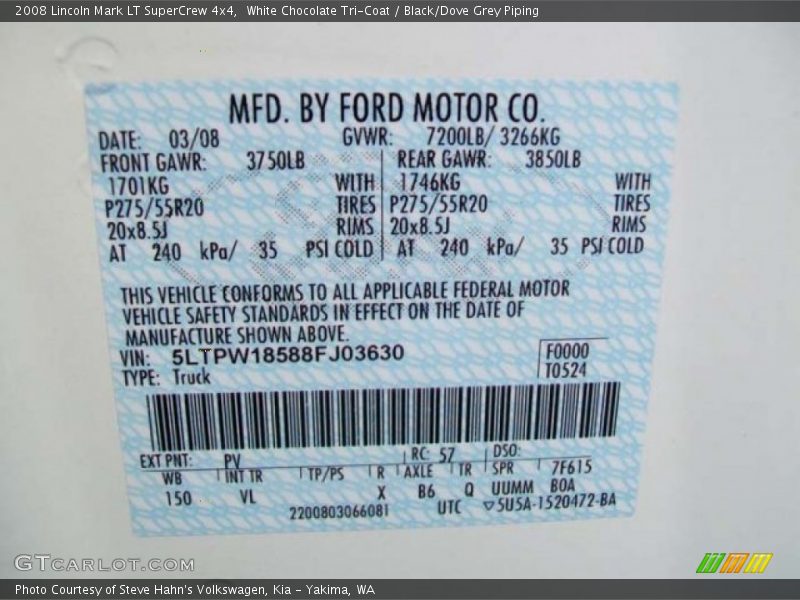 2008 Lincoln Mark LT SuperCrew 4x4,  White Chocolate Tri-Coat / Black/Dove Grey Piping
MFD. BY FORD MOTOR CO.
DATE: 03/08 GVWR: 7200LB/ 3266KG
FRONT GAWR: 3750LB REAR GAWR: 3850LB
1701KG WITH 1746KG WITH
P275/55R20 TIRES P275/55R20 TIRES
20x8.5J RIMS 20x8.5J RIMS
AT 240 kPa/ 35 PSI COLD AT 240 kPa/ 35 PSI COLD
THIS VEHICLE CONFORMS TO ALL APPLICABLE FEDERAL MOTOR
VEHICLE SAFETY STANDARDS IN EFFECT ON THE DATE OF
MANUFACTURE SHOWN ABOVE.
VIN: 5LTPW18588FJ03630 F0000
TYPE: Truck T0524
EXT PNT: PV RC: 57 DSO:
WB INT TR TP/PS R AXLE TR SPR 7F615
150 VL X B6 Q UUMM BOA
2200803066081 UTC ▽5U5A-1520472-BA
GTCARLOT.COM
Photo Courtesy of Steve Hahn's Volkswagen, Kia - Yakima, WA